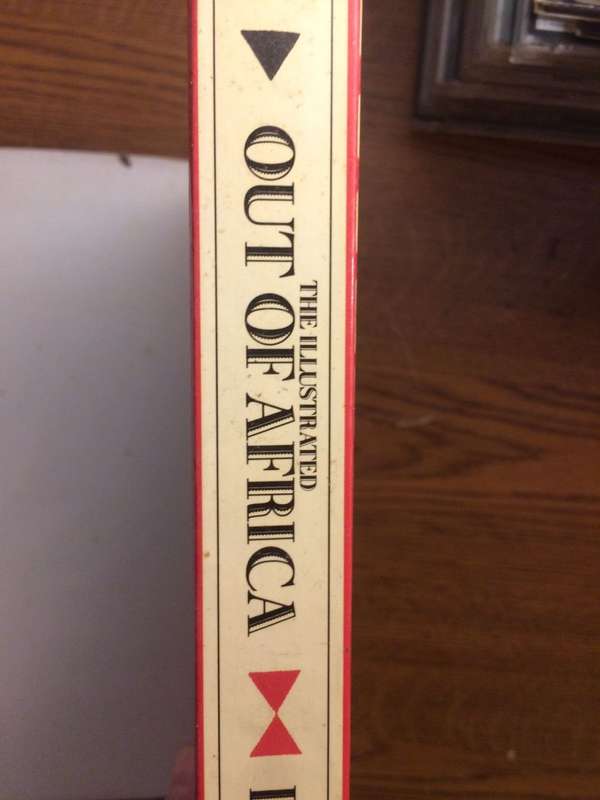 THE ILLUSTRATED
OUT OF AFRICA